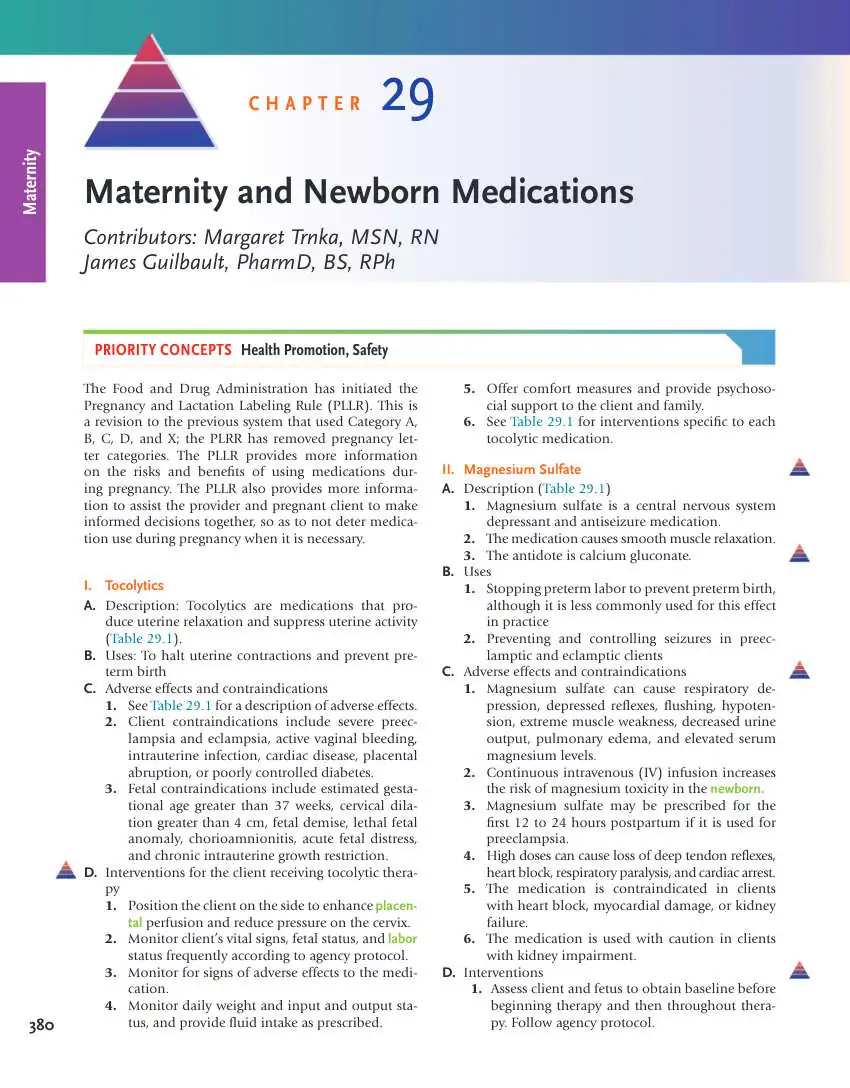 CHAPTER 29
Maternity
Maternity and Newborn Medications
Contributors: Margaret Trnka, MSN, RN
James Guilbault, PharmD, BS, RPh
PRIORITY CONCEPTS Health Promotion, Safety
The Food and Drug Administration has initiated the
Pregnancy and Lactation Labeling Rule (PLLR). This is
a revision to the previous system that used Category A,
B, C, D, and X; the PLRR has removed pregnancy let-
ter categories. The PLLR provides more information
on the risks and benefits of using medications dur-
ing pregnancy. The PLLR also provides more informa-
tion to assist the provider and pregnant client to make
informed decisions together, so as to not deter medica-
tion use during pregnancy when it is necessary.
I. Tocolytics
A. Description: Tocolytics are medications that pro-
duce uterine relaxation and suppress uterine activity
(Table 29.1).
B. Uses: To halt uterine contractions and prevent pre-
term birth
C. Adverse effects and contraindications
1. See Table 29.1 for a description of adverse effects.
2. Client contraindications include severe preec-
lampsia and eclampsia, active vaginal bleeding,
intrauterine infection, cardiac disease, placental
abruption, or poorly controlled diabetes.
3. Fetal contraindications include estimated gesta-
tional age greater than 37 weeks, cervical dila-
tion greater than 4 cm, fetal demise, lethal fetal
anomaly, chorioamnionitis, acute fetal distress,
and chronic intrauterine growth restriction.
D. Interventions for the client receiving tocolytic thera-
py
1. Position the client on the side to enhance placen-
tal perfusion and reduce pressure on the cervix.
2. Monitor client's vital signs, fetal status, and labor
status frequently according to agency protocol.
3. Monitor for signs of adverse effects to the medi-
cation.
4. Monitor daily weight and input and output sta-
tus, and provide fluid intake as prescribed.
5. Offer comfort measures and provide psychoso-
cial support to the client and family.
6. See Table 29.1 for interventions specific to each
tocolytic medication.
II. Magnesium Sulfate
A. Description (Table 29.1)
1. Magnesium sulfate is a central nervous system
depressant and antiseizure medication.
2. The medication causes smooth muscle relaxation.
3. The antidote is calcium gluconate.
B. Uses
1. Stopping preterm labor to prevent preterm birth,
although it is less commonly used for this effect
in practice
2. Preventing and controlling seizures in preec-
lamptic and eclamptic clients
C. Adverse effects and contraindications
1. Magnesium sulfate can cause respiratory de-
pression, depressed reflexes, flushing, hypoten-
sion, extreme muscle weakness, decreased urine
output, pulmonary edema, and elevated serum
magnesium levels.
2. Continuous intravenous (IV) infusion increases
the risk of magnesium toxicity in the newborn.
3. Magnesium sulfate may be prescribed for the
first 12 to 24 hours postpartum if it is used for
preeclampsia.
4. High doses can cause loss of deep tendon reflexes,
heart block, respiratory paralysis, and cardiac arrest.
5. The medication is contraindicated in clients
with heart block, myocardial damage, or kidney
failure.
6. The medication is used with caution in clients
with kidney impairment.
D. Interventions
1. Assess client and fetus to obtain baseline before
beginning therapy and then throughout thera-
py. Follow agency protocol.
380